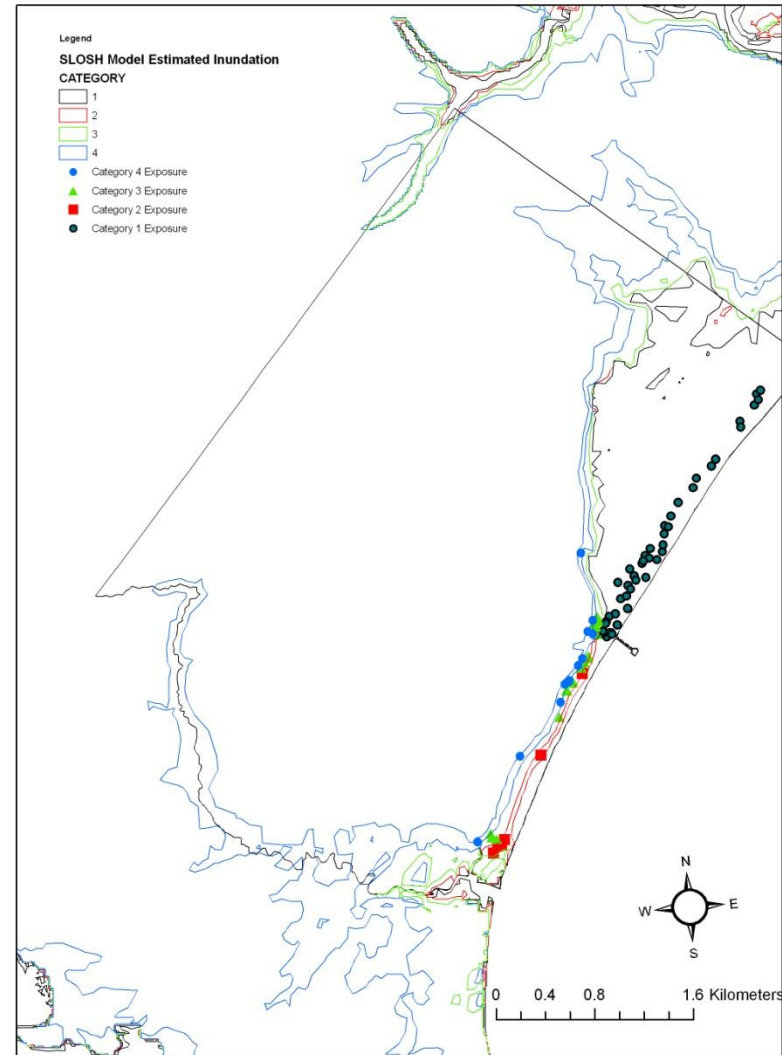 Legend
SLOSH Model Estimated Inundation
CATEGORY
1
2
3
4
Category 4 Exposure
Category 3 Exposure
Category 2 Exposure
Category 1 Exposure
N
W
E
S
0 0.4 0.8 1.6 Kilometers